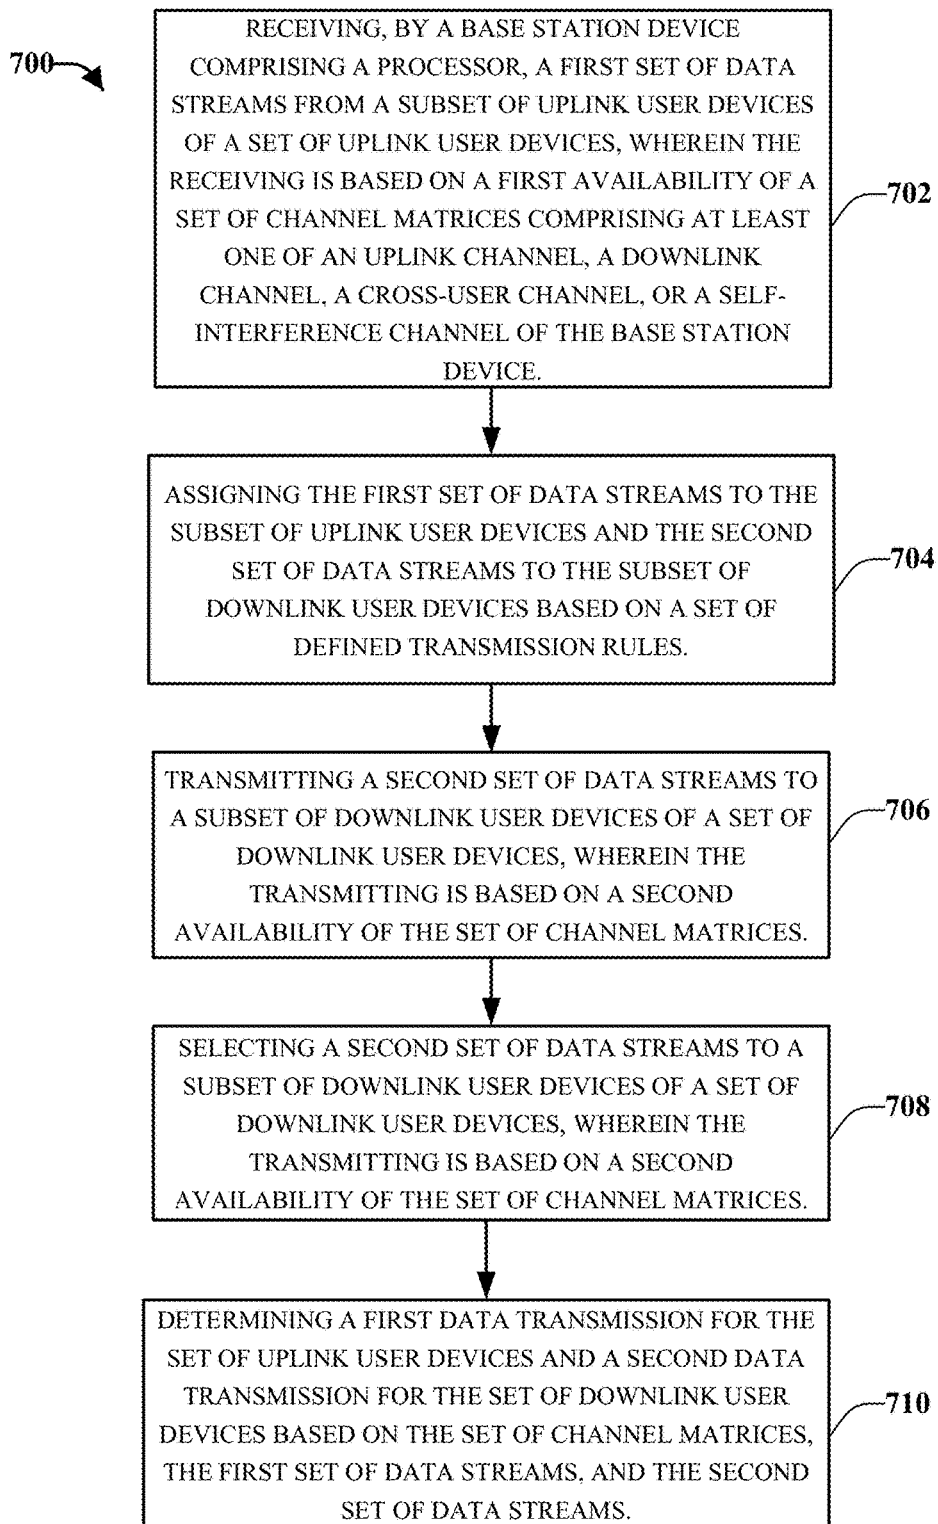 700
RECEIVING, BY A BASE STATION DEVICE
COMPRISING A PROCESSOR, A FIRST SET OF DATA
STREAMS FROM A SUBSET OF UPLINK USER DEVICES
OF A SET OF UPLINK USER DEVICES, WHEREIN THE
RECEIVING IS BASED ON A FIRST AVAILABILITY OF A
SET OF CHANNEL MATRICES COMPRISING AT LEAST
ONE OF AN UPLINK CHANNEL, A DOWNLINK
CHANNEL, A CROSS-USER CHANNEL, OR A SELF-
INTERFERENCE CHANNEL OF THE BASE STATION
DEVICE.
702
ASSIGNING THE FIRST SET OF DATA STREAMS TO THE
SUBSET OF UPLINK USER DEVICES AND THE SECOND
SET OF DATA STREAMS TO THE SUBSET OF
DOWNLINK USER DEVICES BASED ON A SET OF
DEFINED TRANSMISSION RULES.
704
TRANSMITTING A SECOND SET OF DATA STREAMS TO
A SUBSET OF DOWNLINK USER DEVICES OF A SET OF
DOWNLINK USER DEVICES, WHEREIN THE
TRANSMITTING IS BASED ON A SECOND
AVAILABILITY OF THE SET OF CHANNEL MATRICES.
706
SELECTING A SECOND SET OF DATA STREAMS TO A
SUBSET OF DOWNLINK USER DEVICES OF A SET OF
DOWNLINK USER DEVICES, WHEREIN THE
TRANSMITTING IS BASED ON A SECOND
AVAILABILITY OF THE SET OF CHANNEL MATRICES.
708
DETERMINING A FIRST DATA TRANSMISSION FOR THE
SET OF UPLINK USER DEVICES AND A SECOND DATA
TRANSMISSION FOR THE SET OF DOWNLINK USER
DEVICES BASED ON THE SET OF CHANNEL MATRICES,
THE FIRST SET OF DATA STREAMS, AND THE SECOND
SET OF DATA STREAMS.
710